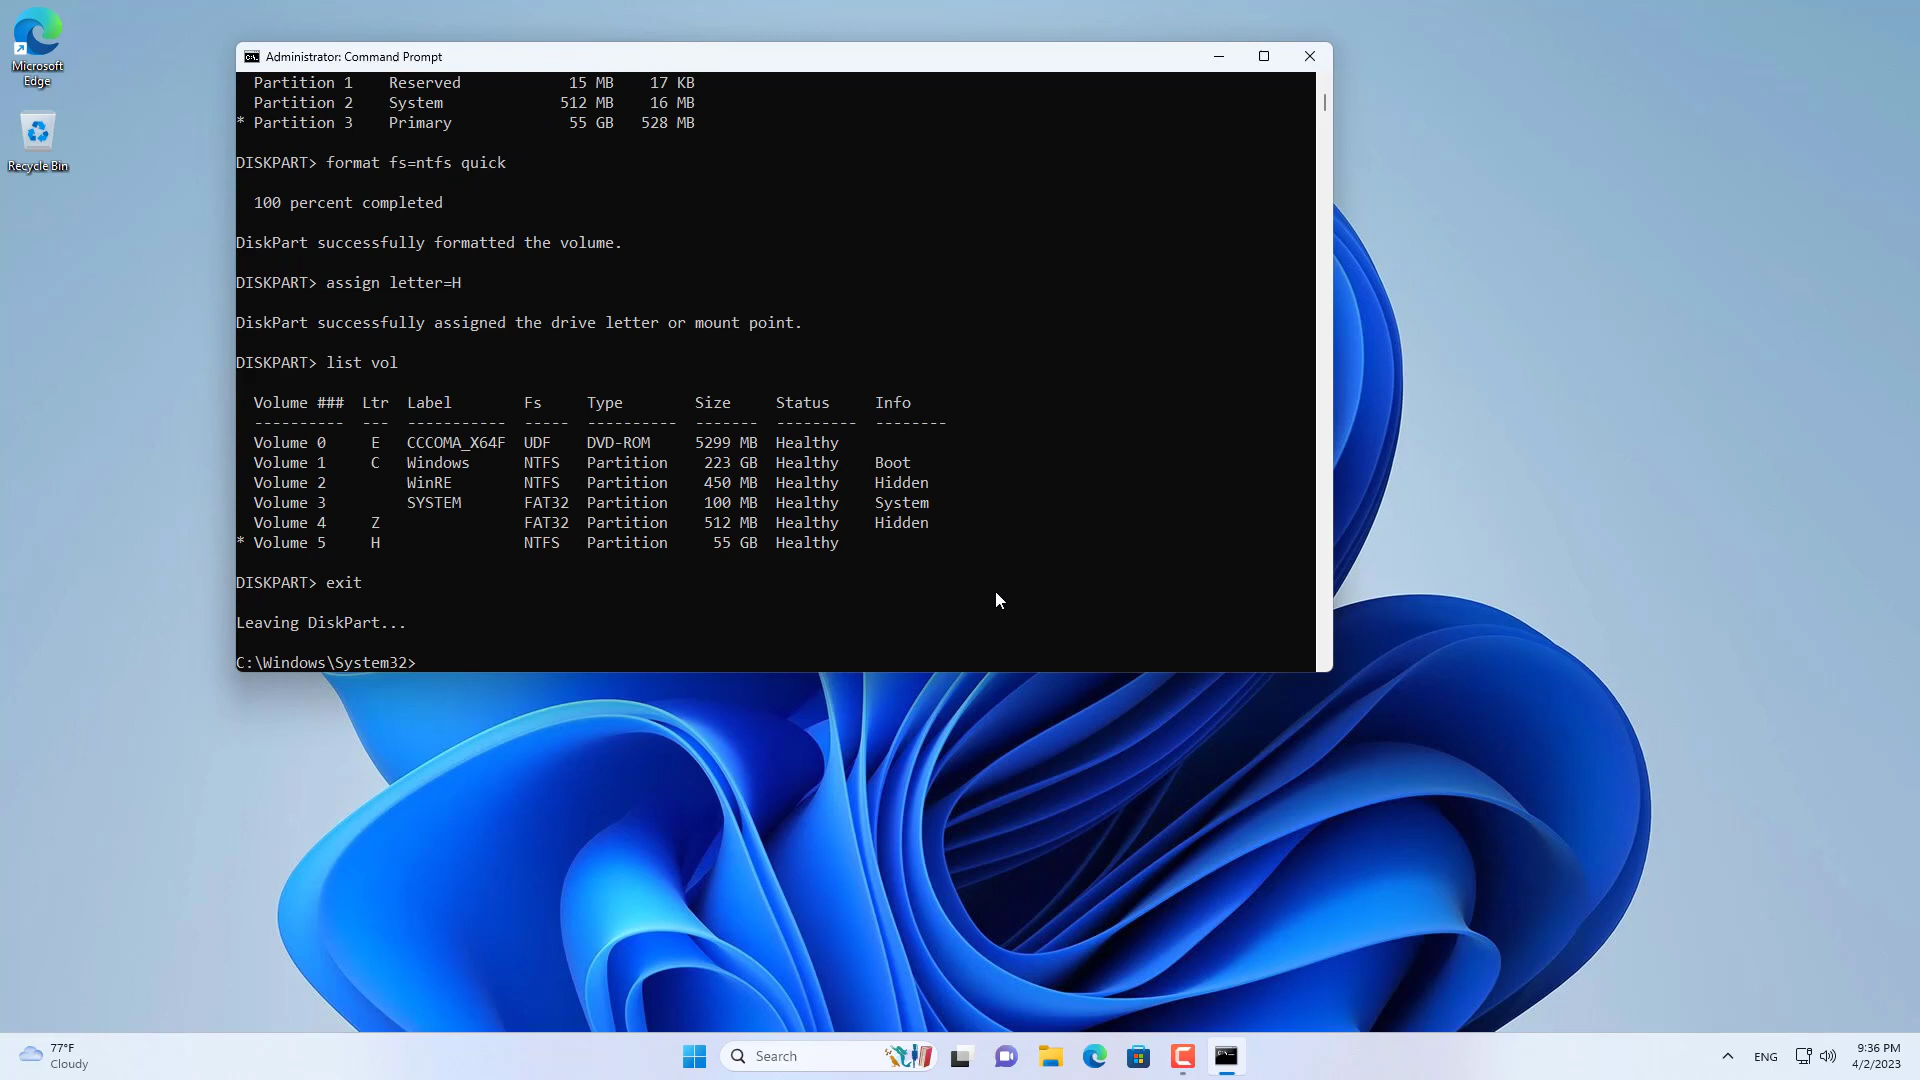 Microsoft
Edge
Recycle Bin
Administrator: Command Prompt
  Partition 1    Reserved            15 MB    17 KB
  Partition 2    System             512 MB    16 MB
* Partition 3    Primary             55 GB   528 MB
DISKPART> format fs=ntfs quick
  100 percent completed
DiskPart successfully formatted the volume.
DISKPART> assign letter=H
DiskPart successfully assigned the drive letter or mount point.
DISKPART> list vol
  Volume ###  Ltr  Label        Fs     Type        Size     Status     Info
  ----------  ---  -----------  -----  ----------  -------  ---------  --------
  Volume 0     E   CCCOMA_X64F  UDF    DVD-ROM     5299 MB  Healthy
  Volume 1     C   Windows      NTFS   Partition    223 GB  Healthy    Boot
  Volume 2         WinRE        NTFS   Partition    450 MB  Healthy    Hidden
  Volume 3         SYSTEM       FAT32  Partition    100 MB  Healthy    System
  Volume 4     Z                FAT32  Partition    512 MB  Healthy    Hidden
* Volume 5     H                NTFS   Partition     55 GB  Healthy
DISKPART> exit
Leaving DiskPart...
C:\Windows\System32>
77°F
Cloudy
Search
ENG
9:36 PM
4/2/2023